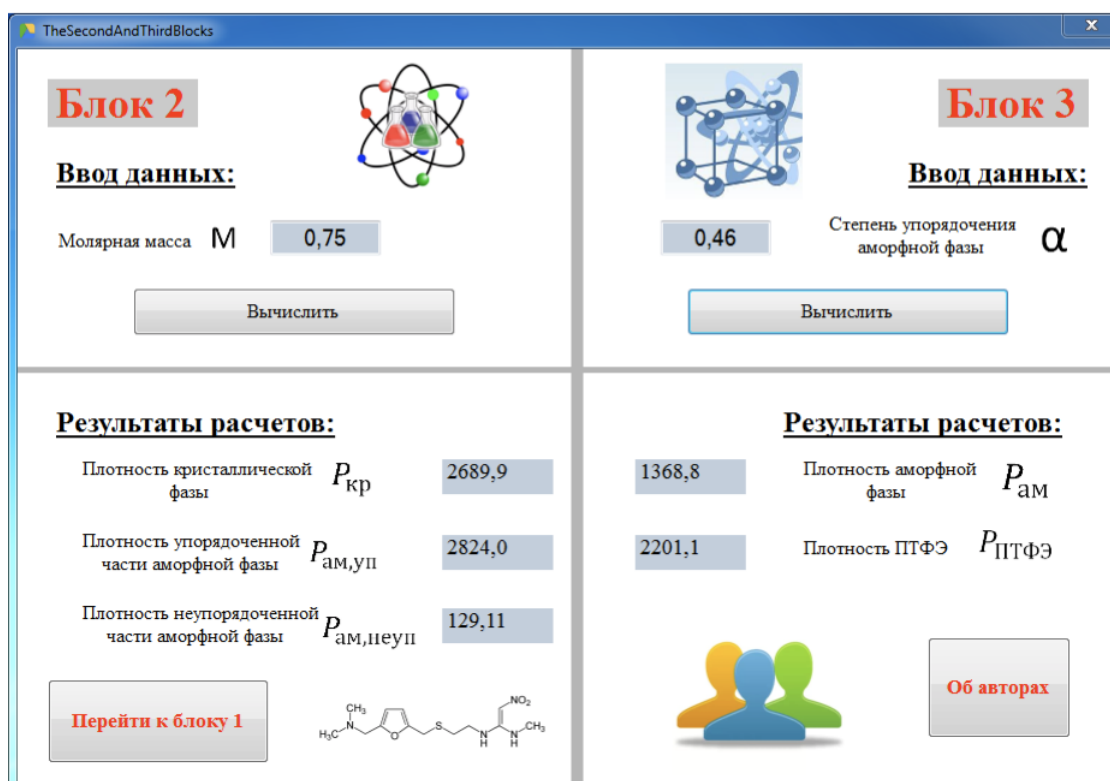 TheSecondAndThirdBlocks
x
Блок 2
Ввод данных:
Молярная масса M 0,75
Вычислить
Блок 3
Ввод данных:
0,46 Степень упорядочения
аморфной фазы α
Вычислить
Результаты расчетов:
Плотность кристаллической
фазы Pкр 2689,9
Плотность упорядоченной
части аморфной фазы Pам,уп 2824,0
Плотность неупорядоченной
части аморфной фазы Pам,неуп 129,11
Перейти к блоку 1
CH3
H3C N
O
S
N
H
NO2
N
H
CH3
Результаты расчетов:
1368,8 Плотность аморфной
фазы Pам
2201,1 Плотность ПТФЭ PПТФЭ
Об авторах